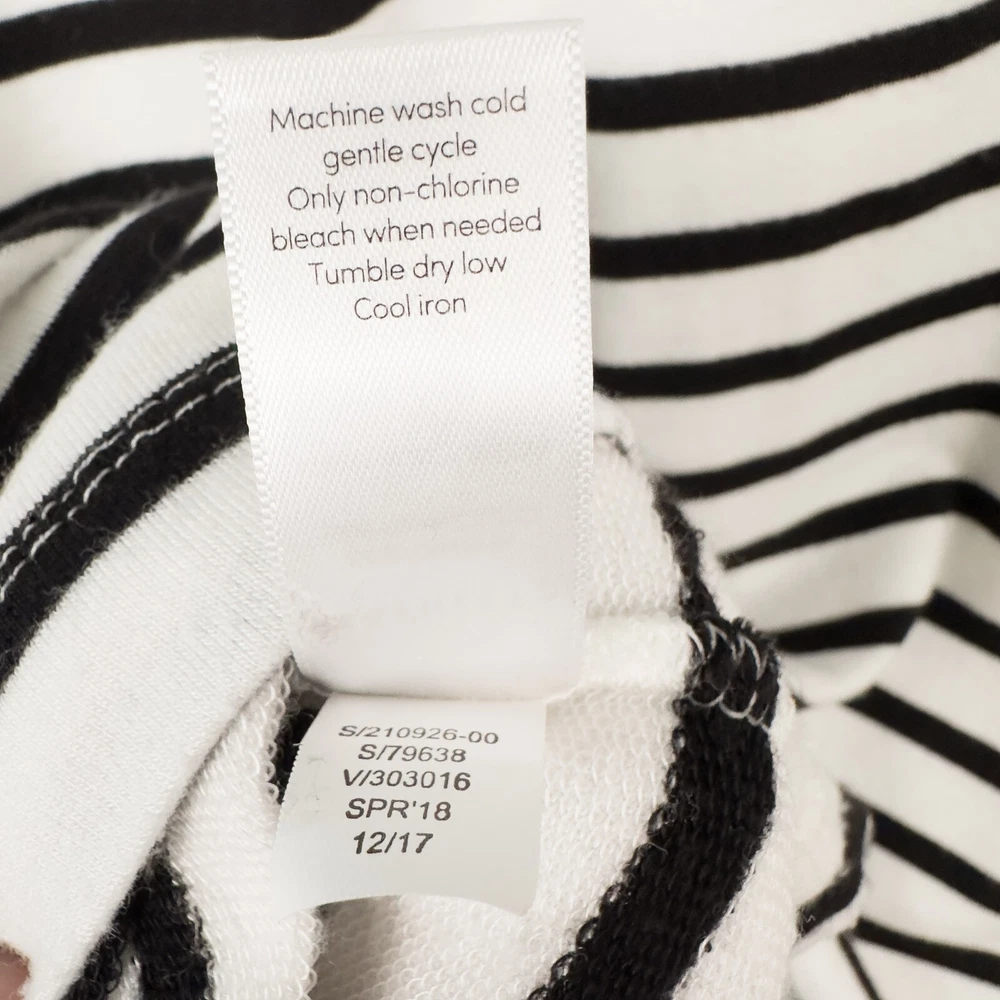 Machine wash cold
gentle cycle
Only non-chlorine
bleach when needed
Tumble dry low
Cool iron
S/210926-00
S/79638
V/303016
SPR'18
12/17